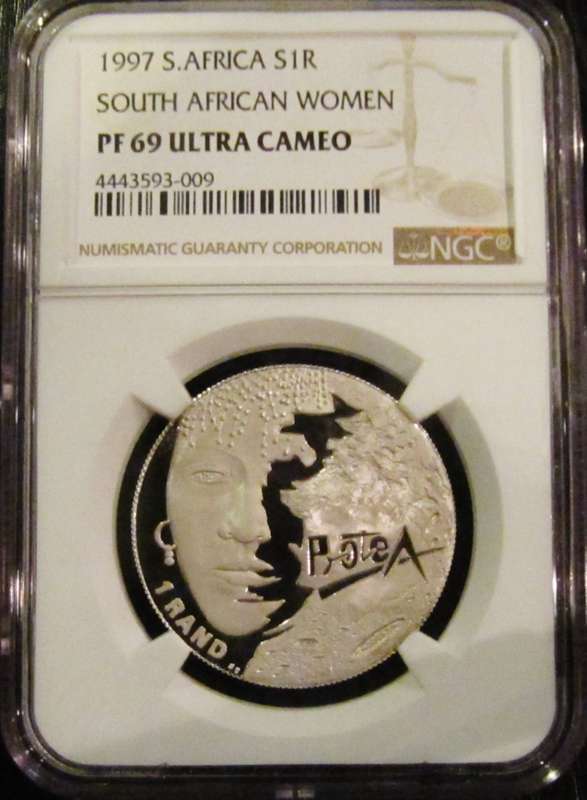 1997 S.AFRICA S1R
SOUTH AFRICAN WOMEN
PF 69 ULTRA CAMEO
4443593-009
NUMISMATIC GUARANTY CORPORATION
NGC®
ProteA
1 RAND